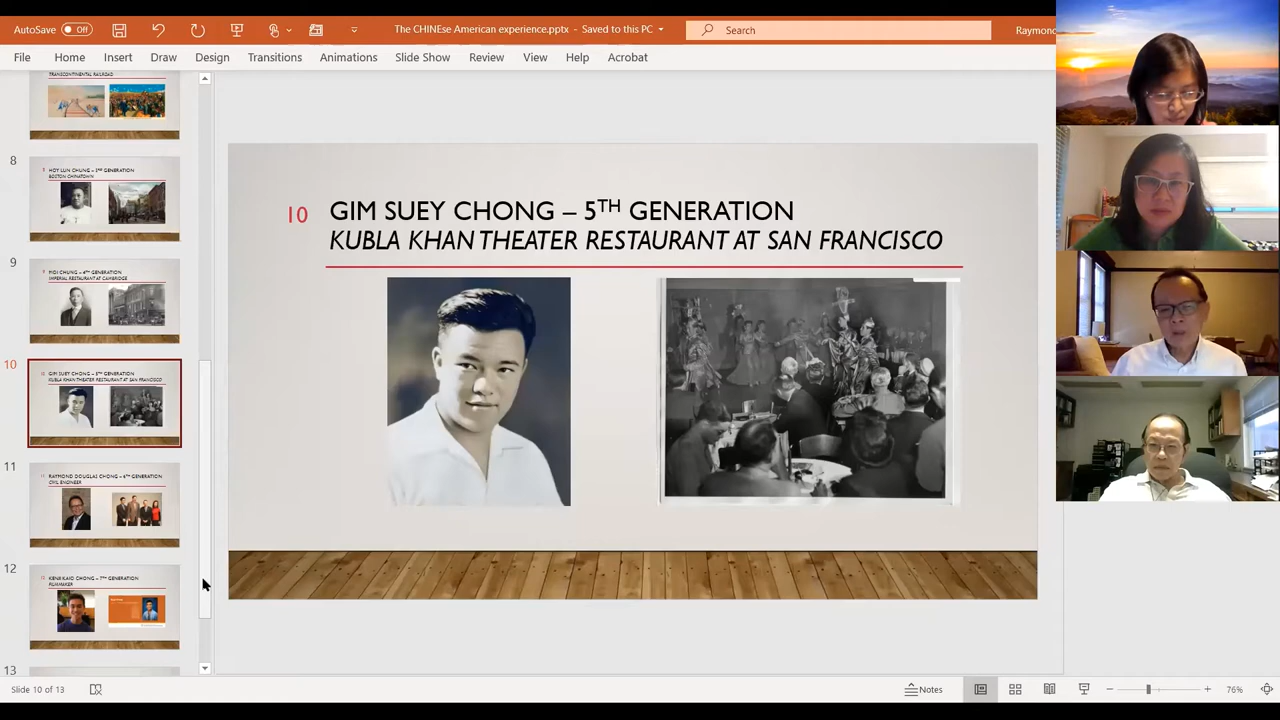 AutoSave Off The CHINEse American experience.pptx - Saved to this PC Search Raymond
File Home Insert Draw Design Transitions Animations Slide Show Review View Help Acrobat
TRANSCONTINENTAL RAILROAD
8
HOY LUN CHUNG – 3RD GENERATION
BOSTON CHINATOWN
9
MOI CHUNG – 4TH GENERATION
IMPERIAL RESTAURANT AT CAMBRIDGE
10
GIM SUEY CHONG – 5TH GENERATION
KUBLA KHAN THEATER RESTAURANT AT SAN FRANCISCO
11
RAYMOND DOUGLAS CHONG – 6TH GENERATION
CIVIL ENGINEER
12
KENJI KAID CHONG – 7TH GENERATION
FILMMAKER
13
10 GIM SUEY CHONG – 5TH GENERATION
KUBLA KHAN THEATER RESTAURANT AT SAN FRANCISCO
Slide 10 of 13 Notes 76%